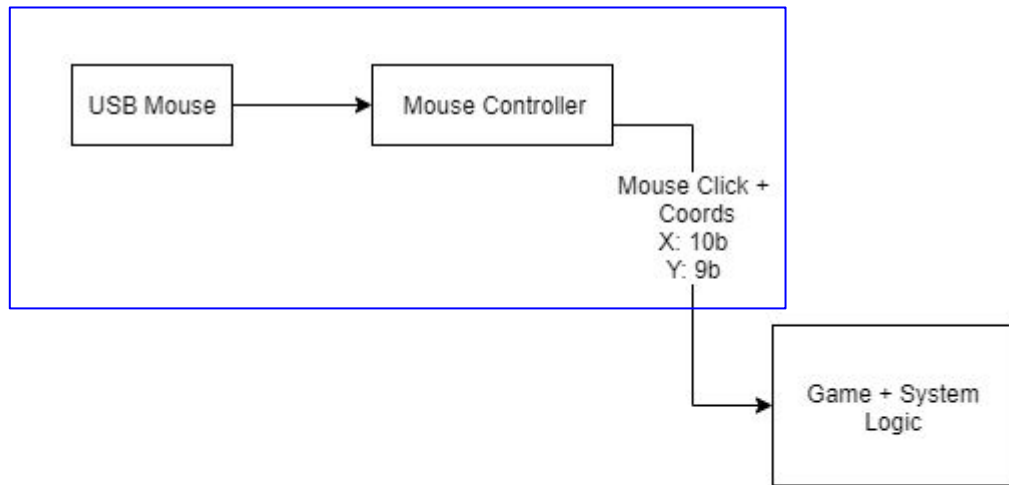 USB Mouse
Mouse Controller
Mouse Click +
Coords
X: 10b
Y: 9b
Game + System
Logic